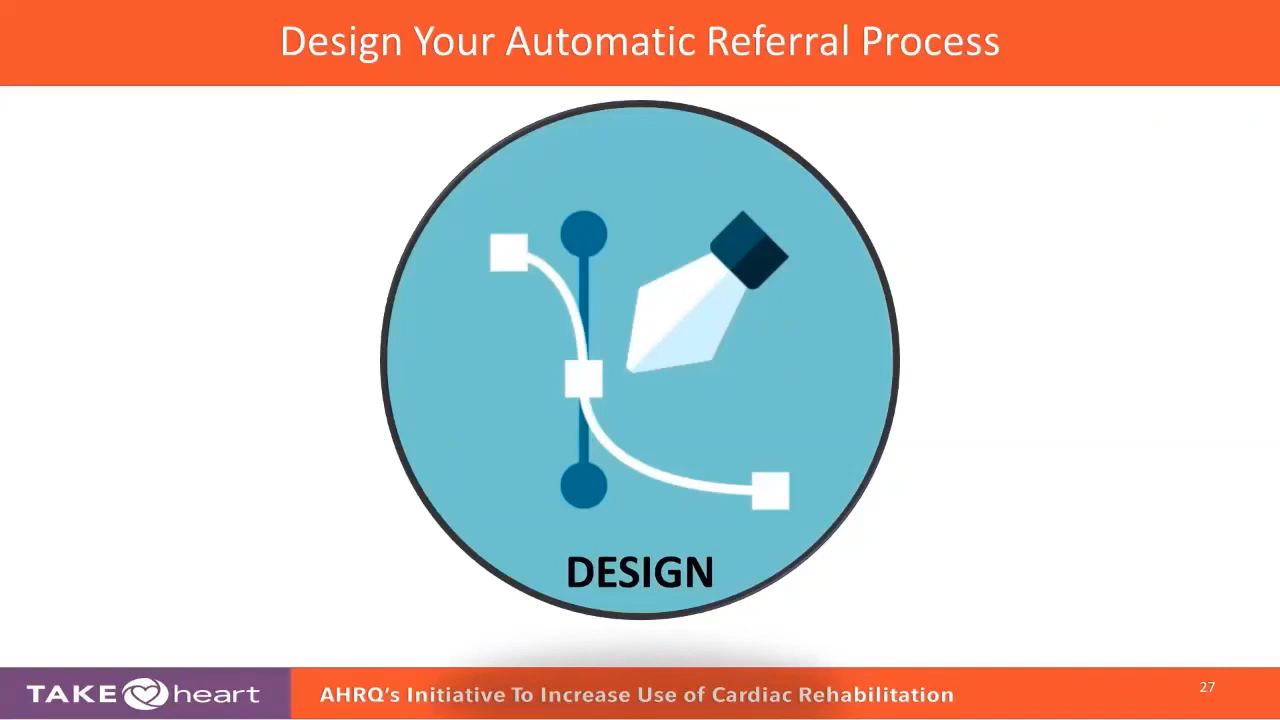 Design Your Automatic Referral Process
DESIGN
TAKE heart
AHRQ's Initiative To Increase Use of Cardiac Rehabilitation
27